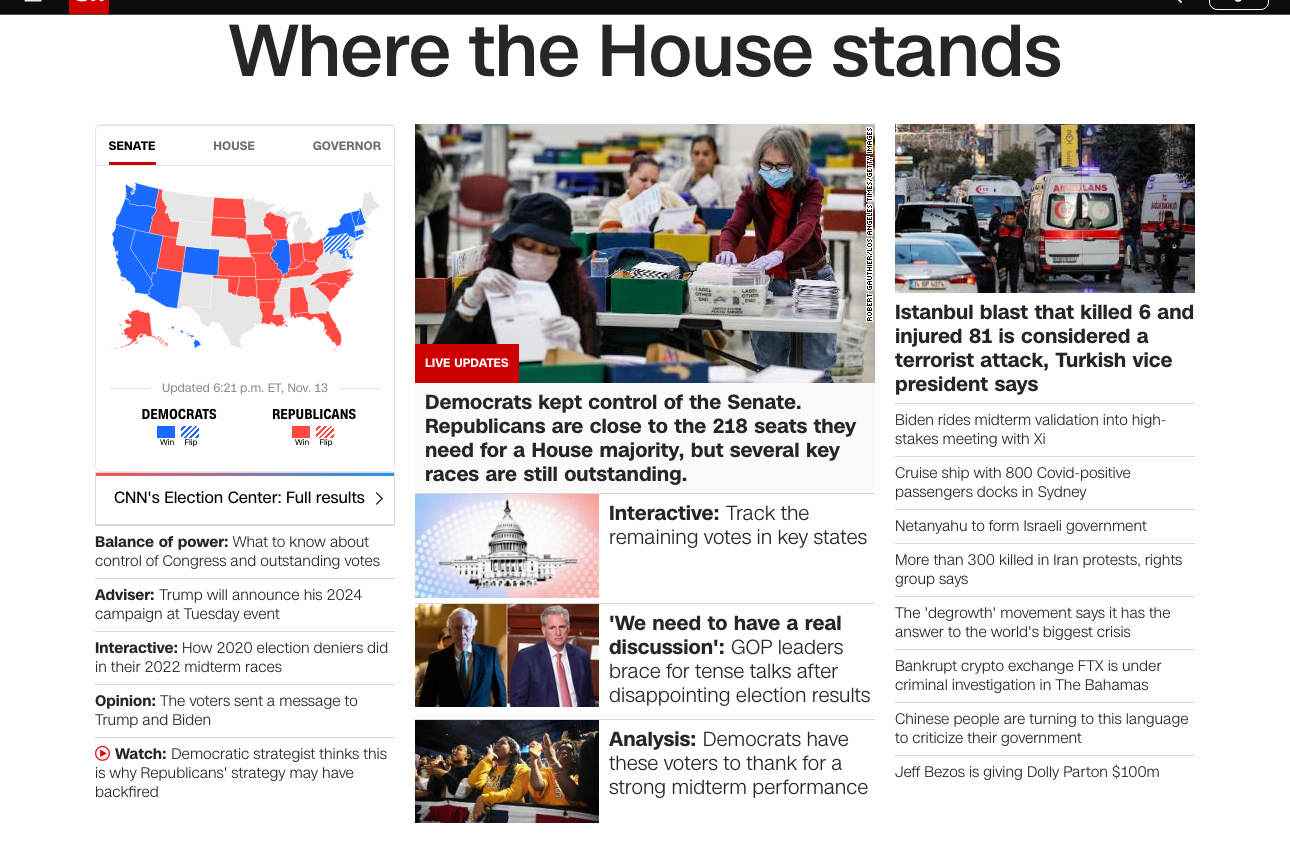 Where the House stands
SENATE
HOUSE
GOVERNOR
Updated 6:21 p.m. ET, Nov. 13
DEMOCRATS
REPUBLICANS
Win
Flip
Win
Flip
CNN's Election Center: Full results
Balance of power: What to know about
control of Congress and outstanding votes
Adviser: Trump will announce his 2024
campaign at Tuesday event
Interactive: How 2020 election deniers did
in their 2022 midterm races
Opinion: The voters sent a message to
Trump and Biden
Watch: Democratic strategist thinks this
is why Republicans' strategy may have
backfired
ROBERT GAUTHIER/LOS ANGELES TIMES/GETTY IMAGES
LIVE UPDATES
Democrats kept control of the Senate.
Republicans are close to the 218 seats they
need for a House majority, but several key
races are still outstanding.
Interactive: Track the
remaining votes in key states
'We need to have a real
discussion': GOP leaders
brace for tense talks after
disappointing election results
Analysis: Democrats have
these voters to thank for a
strong midterm performance
AMBULANS
Istanbul blast that killed 6 and
injured 81 is considered a
terrorist attack, Turkish vice
president says
Biden rides midterm validation into high-
stakes meeting with Xi
Cruise ship with 800 Covid-positive
passengers docks in Sydney
Netanyahu to form Israeli government
More than 300 killed in Iran protests, rights
group says
The 'degrowth' movement says it has the
answer to the world's biggest crisis
Bankrupt crypto exchange FTX is under
criminal investigation in The Bahamas
Chinese people are turning to this language
to criticize their government
Jeff Bezos is giving Dolly Parton $100m